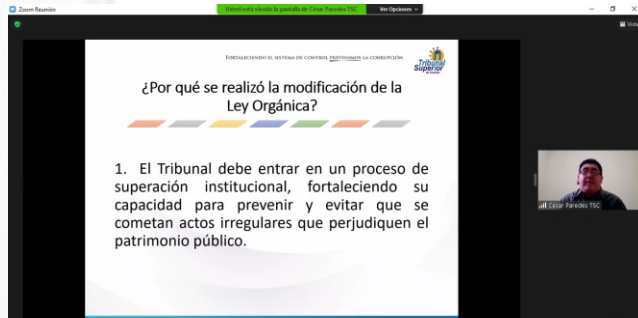 Zoom Reunión
Usted está viendo la pantalla de César Paredes TSC
Ver Opciones
FORTALECIENDO EL SISTEMA DE CONTROL PREVENIMOS LA CORRUPCIÓN
Tribunal
Superior
¿Por qué se realizó la modificación de la
Ley Orgánica?
1. El Tribunal debe entrar en un proceso de
superación institucional, fortaleciendo su
capacidad para prevenir y evitar que se
cometan actos irregulares que perjudiquen el
patrimonio público.
César Paredes TSC